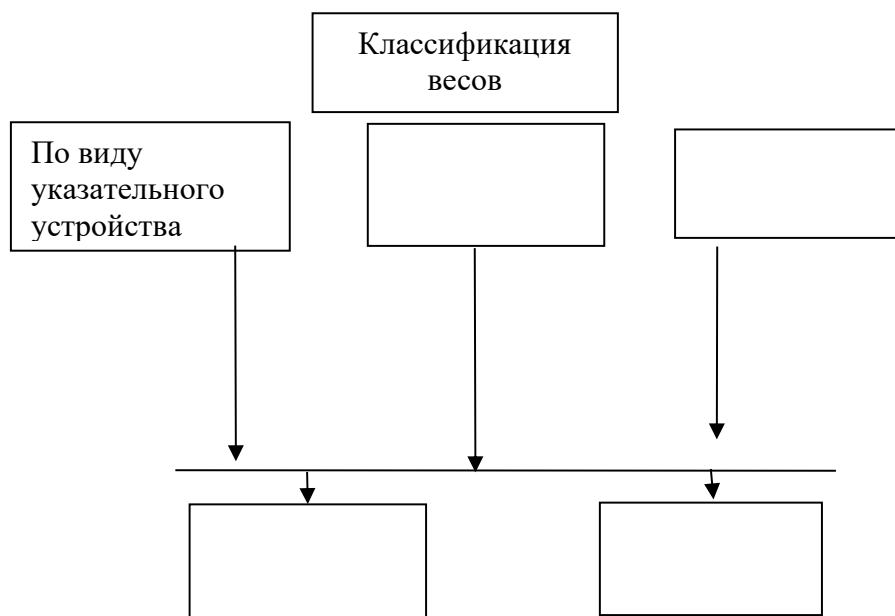 Классификация
весов
По виду
указательного
устройства